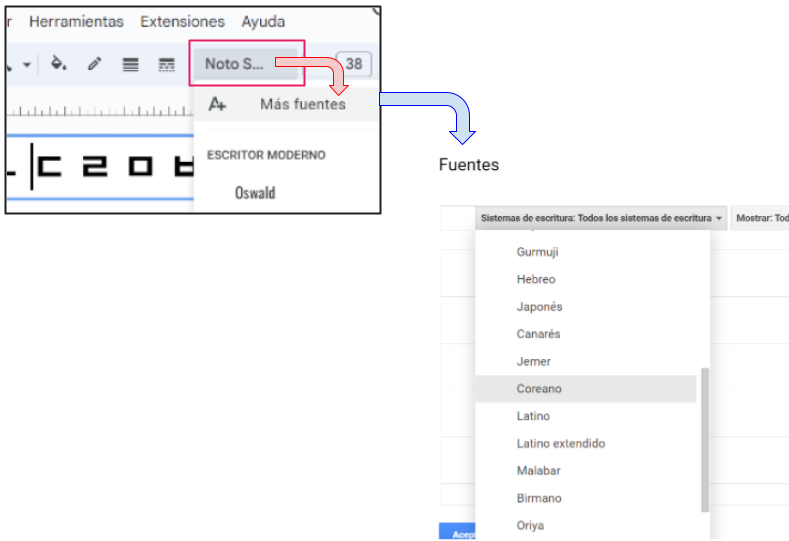 Herramientas Extensiones Ayuda
Noto S... 38
Más fuentes
ESCRITOR MODERNO
ㄷ ㄹ ㅁ ㅂ
Oswald
Fuentes
Sistemas de escritura: Todos los sistemas de escritura Mostrar: Tod
Gurmuji
Hebreo
Japonés
Canarés
Jemer
Coreano
Latino
Latino extendido
Malabar
Birmano
Oriya
Acep